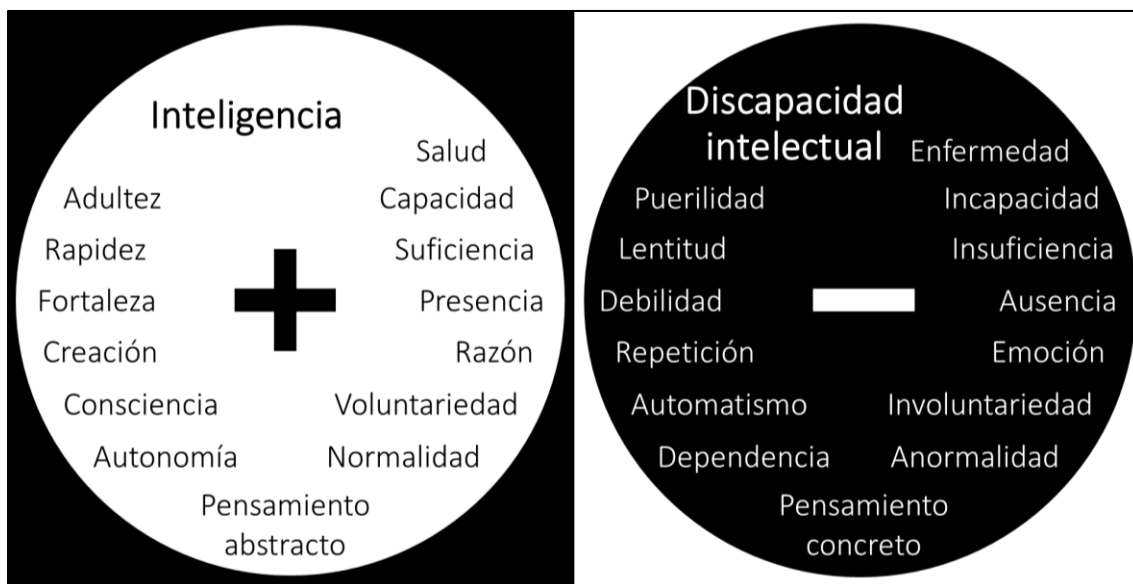 Inteligencia
Salud
Adultez
Capacidad
Rapidez
Suficiencia
Fortaleza
Presencia
Creación
Razón
Consciencia
Voluntariedad
Autonomía
Normalidad
Pensamiento
abstracto
Discapacidad
intelectual
Enfermedad
Puerilidad
Incapacidad
Lentitud
Insuficiencia
Debilidad
Ausencia
Repetición
Emoción
Automatismo
Involuntariedad
Dependencia
Anormalidad
Pensamiento
concreto